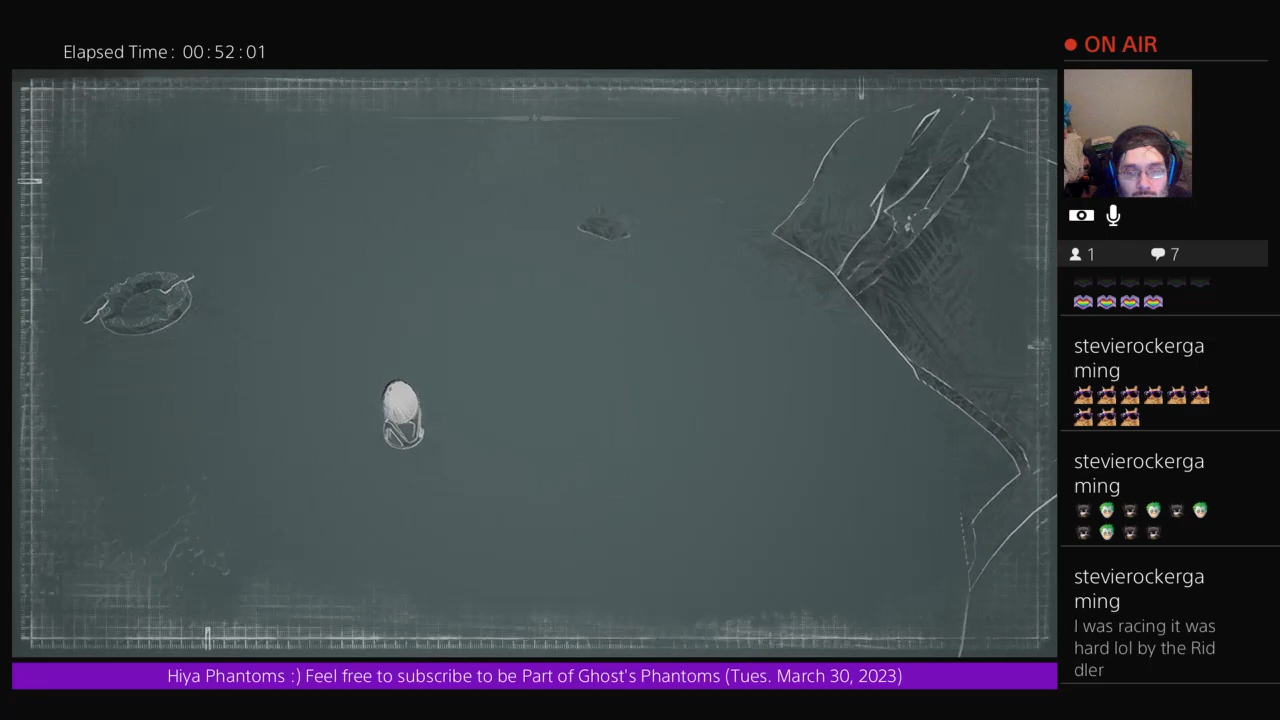 Elapsed Time: 00:52:01
ON AIR
1 7
stevierockerga
ming
stevierockerga
ming
stevierockerga
ming
I was racing it was
hard lol by the Rid
dler
Hiya Phantoms :) Feel free to subscribe to be Part of Ghost's Phantoms (Tues. March 30, 2023)